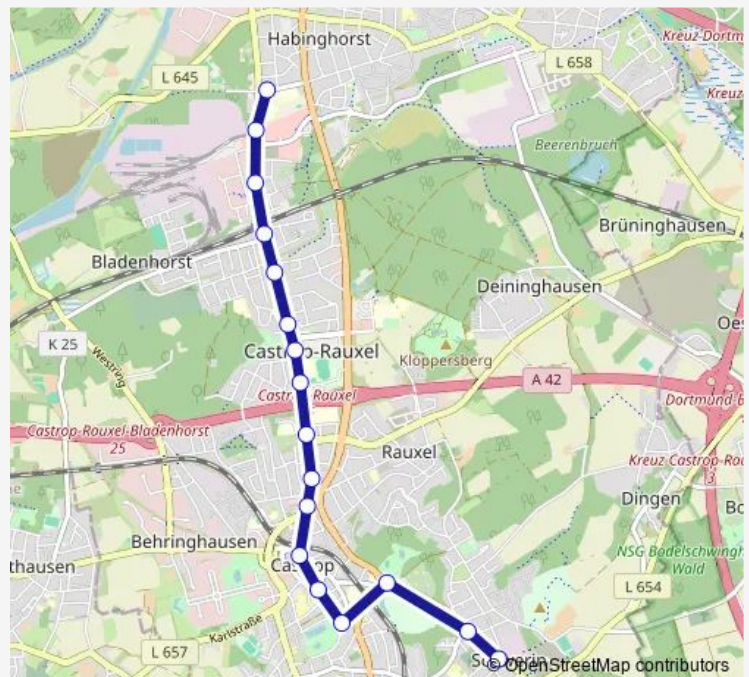 Habinghorst
L 645
L 658
Kreuz-Dortm
Kreuz
Beerenbruch
Brüninghausen
Bladenhorst
Deininghausen
Oes
K 25
Castrop-Rauxel
Westring
Kloppersberg
A 42
Castrop-Rauxel
Dortmund-B
Castrop-Rauxel-Bladenhorst
25
Rauxel
Kreuz Castrop-Rau
3
Dingen
Bo
Behringhausen
NSG Bodelschwingh
Wald
thausen
Castrop
L 654
Karlstraße
L 657
© OpenStreetMap contributors